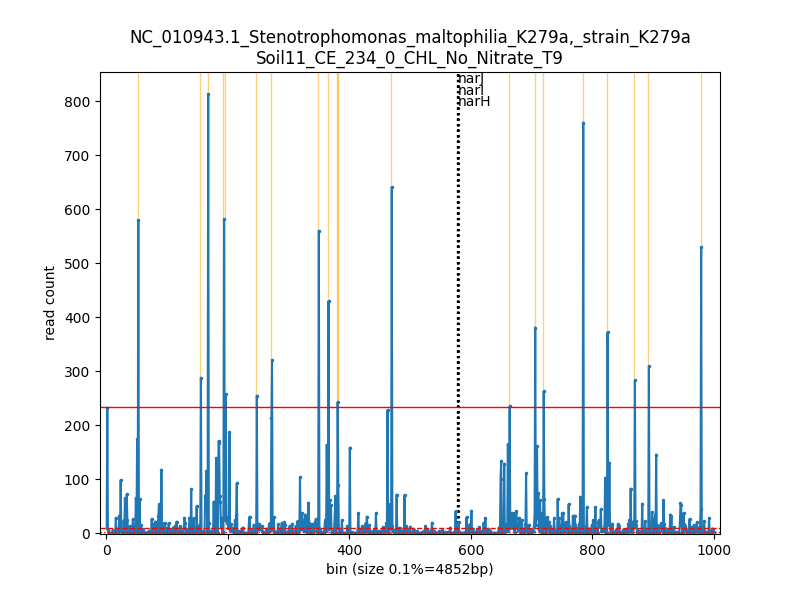 NC_010943.1_Stenotrophomonas_maltophilia_K279a,_strain_K279a
Soil11_CE_234_0_CHL_No_Nitrate_T9
narJ
narI
narH
800
700
600
500
400
300
200
100
0
read count
0 200 400 600 800 1000
bin (size 0.1%=4852bp)